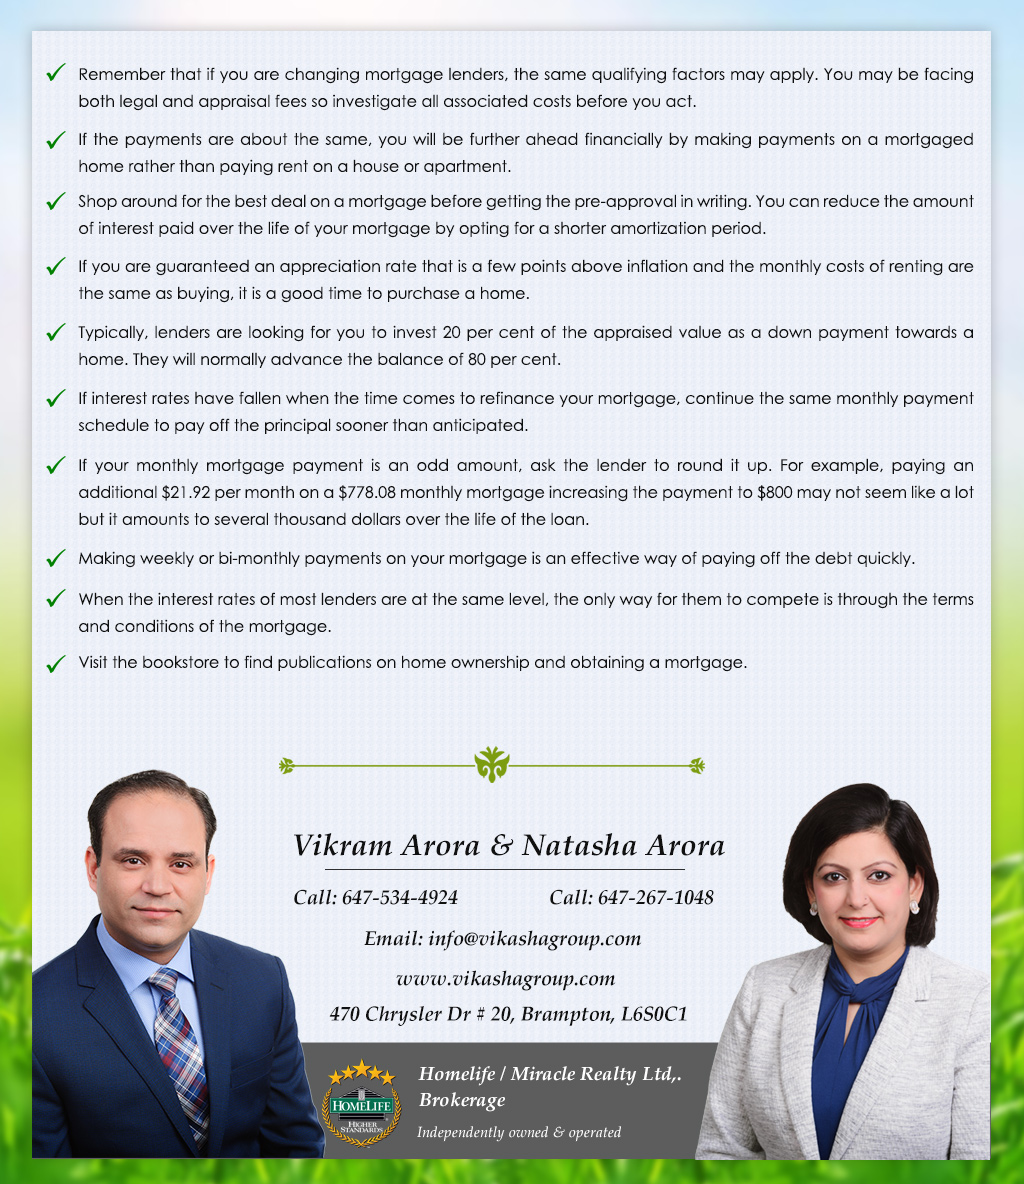 Remember that if you are changing mortgage lenders, the same qualifying factors may apply. You may be facing
both legal and appraisal fees so investigate all associated costs before you act.
If the payments are about the same, you will be further ahead financially by making payments on a mortgaged
home rather than paying rent on a house or apartment.
Shop around for the best deal on a mortgage before getting the pre-approval in writing. You can reduce the amount
of interest paid over the life of your mortgage by opting for a shorter amortization period.
If you are guaranteed an appreciation rate that is a few points above inflation and the monthly costs of renting are
the same as buying, it is a good time to purchase a home.
Typically, lenders are looking for you to invest 20 per cent of the appraised value as a down payment towards a
home. They will normally advance the balance of 80 per cent.
If interest rates have fallen when the time comes to refinance your mortgage, continue the same monthly payment
schedule to pay off the principal sooner than anticipated.
If your monthly mortgage payment is an odd amount, ask the lender to round it up. For example, paying an
additional $21.92 per month on a $778.08 monthly mortgage increasing the payment to $800 may not seem like a lot
but it amounts to several thousand dollars over the life of the loan.
Making weekly or bi-monthly payments on your mortgage is an effective way of paying off the debt quickly.
When the interest rates of most lenders are at the same level, the only way for them to compete is through the terms
and conditions of the mortgage.
Visit the bookstore to find publications on home ownership and obtaining a mortgage.
Vikram Arora & Natasha Arora
Call: 647-534-4924 Call: 647-267-1048
Email: info@vikashagroup.com
www.vikashagroup.com
470 Chrysler Dr # 20, Brampton, L6S0C1
Homelife / Miracle Realty Ltd,.
Brokerage
Independently owned & operated
HOMELIFE
HIGHER
STANDARDS